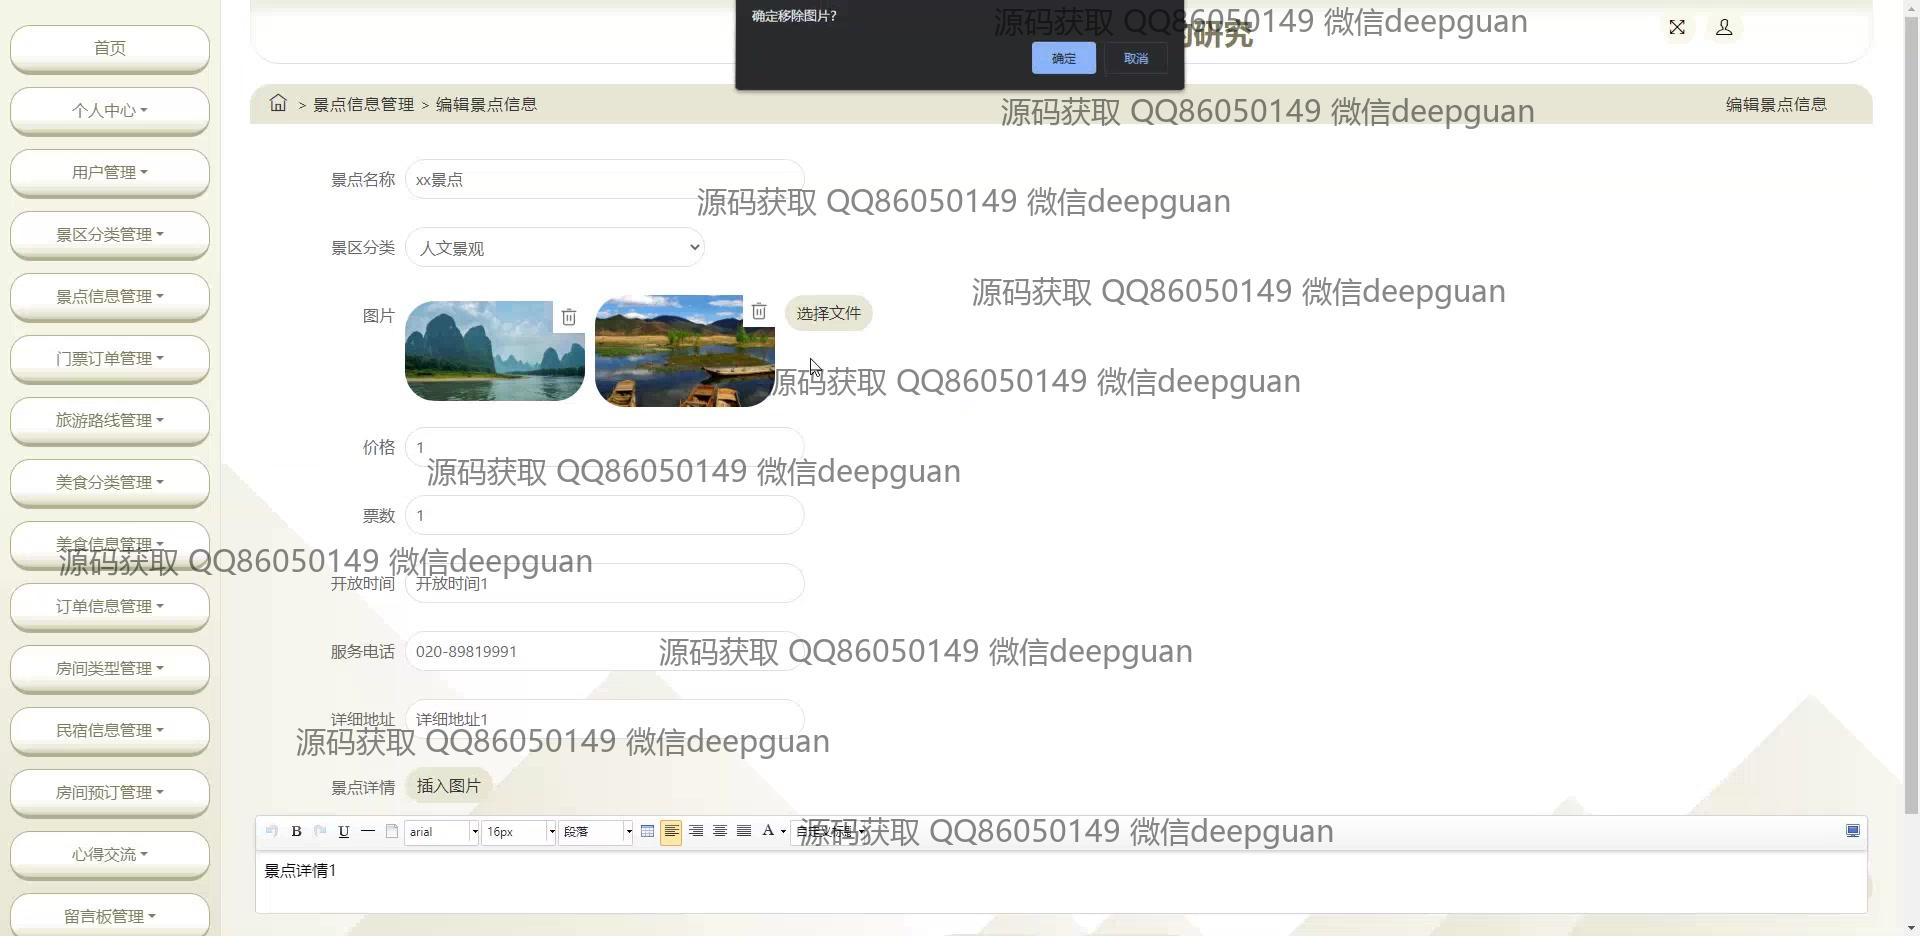 确定移除图片?
确定
取消
的研究
源码获取 QQ86050149 微信deepguan
首页
个人中心
用户管理
景区分类管理
景点信息管理
门票订单管理
旅游路线管理
美食分类管理
美食信息管理
订单信息管理
房间类型管理
民宿信息管理
房间预订管理
心得交流
留言板管理
> 景点信息管理 > 编辑景点信息
编辑景点信息
源码获取 QQ86050149 微信deepguan
景点名称 xx景点
源码获取 QQ86050149 微信deepguan
景区分类 人文景观
源码获取 QQ86050149 微信deepguan
图片 选择文件
源码获取 QQ86050149 微信deepguan
价格 1
源码获取 QQ86050149 微信deepguan
票数 1
源码获取 QQ86050149 微信deepguan
开放时间 开放时间1
服务电话 020-89819991
源码获取 QQ86050149 微信deepguan
详细地址 详细地址1
源码获取 QQ86050149 微信deepguan
景点详情 插入图片
B U arial 16px 段落 A 自定义标题
源码获取 QQ86050149 微信deepguan
景点详情1